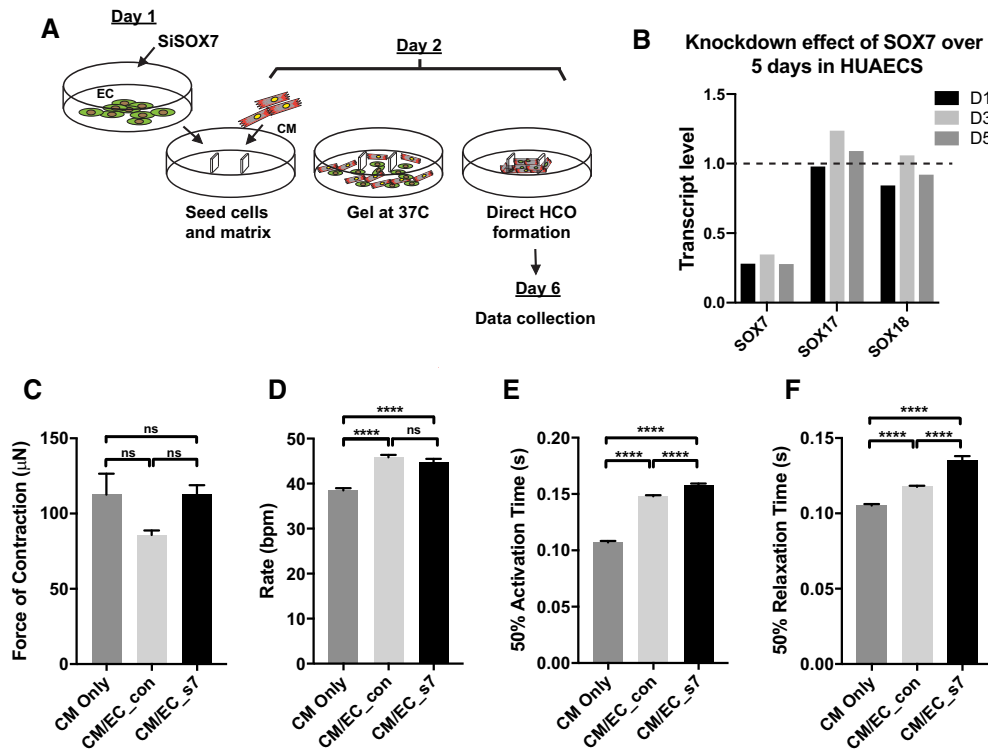 A
Day 1
SiSOX7
EC
Day 2
CM
Seed cells
and matrix
Gel at 37C
Direct HCO
formation
Day 6
Data collection
B
Knockdown effect of SOX7 over
5 days in HUAECS
Transcript level
1.5
1.0
0.5
0.0
SOX7
SOX17
SOX18
D1
D3
D5
C
Force of Contraction (μN)
150
100
50
0
ns
ns
ns
CM Only
CM/EC_con
CM/EC_s7
D
Rate (bpm)
50
40
30
20
10
0
****
****
ns
CM Only
CM/EC_con
CM/EC_s7
E
50% Activation Time (s)
0.20
0.15
0.10
0.05
0.00
****
****
****
CM Only
CM/EC_con
CM/EC_s7
F
50% Relaxation Time (s)
0.15
0.10
0.05
0.00
****
****
****
CM Only
CM/EC_con
CM/EC_s7